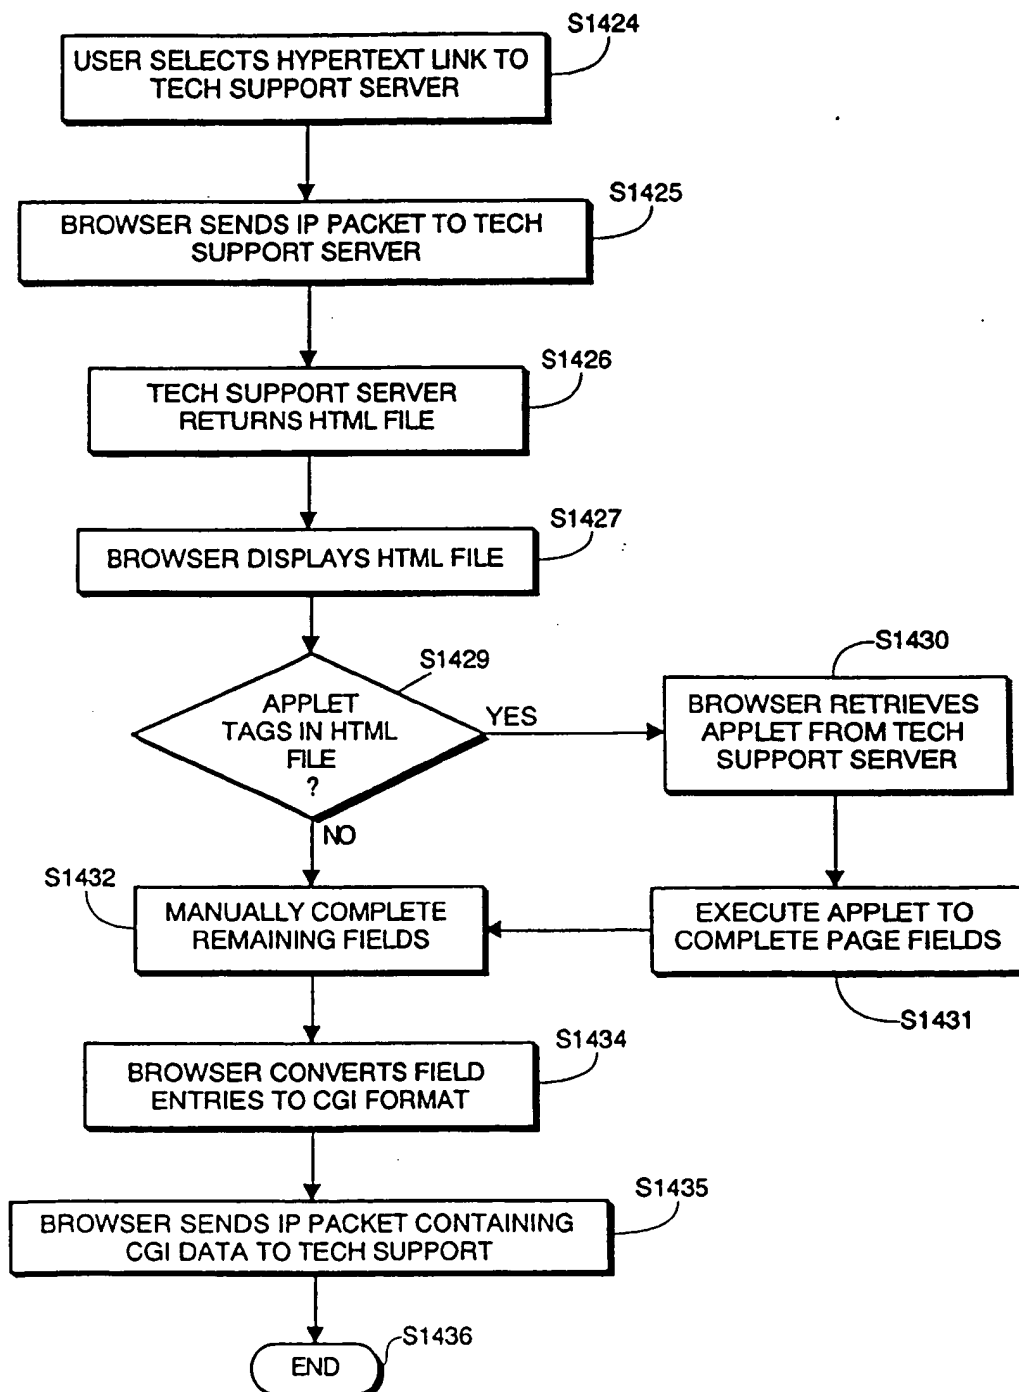 S1424
USER SELECTS HYPERTEXT LINK TO
TECH SUPPORT SERVER
S1425
BROWSER SENDS IP PACKET TO TECH
SUPPORT SERVER
S1426
TECH SUPPORT SERVER
RETURNS HTML FILE
S1427
BROWSER DISPLAYS HTML FILE
S1429
APPLET
TAGS IN HTML
FILE
?
YES
S1430
BROWSER RETRIEVES
APPLET FROM TECH
SUPPORT SERVER
NO
S1432
MANUALLY COMPLETE
REMAINING FIELDS
EXECUTE APPLET TO
COMPLETE PAGE FIELDS
S1431
S1434
BROWSER CONVERTS FIELD
ENTRIES TO CGI FORMAT
S1435
BROWSER SENDS IP PACKET CONTAINING
CGI DATA TO TECH SUPPORT
S1436
END